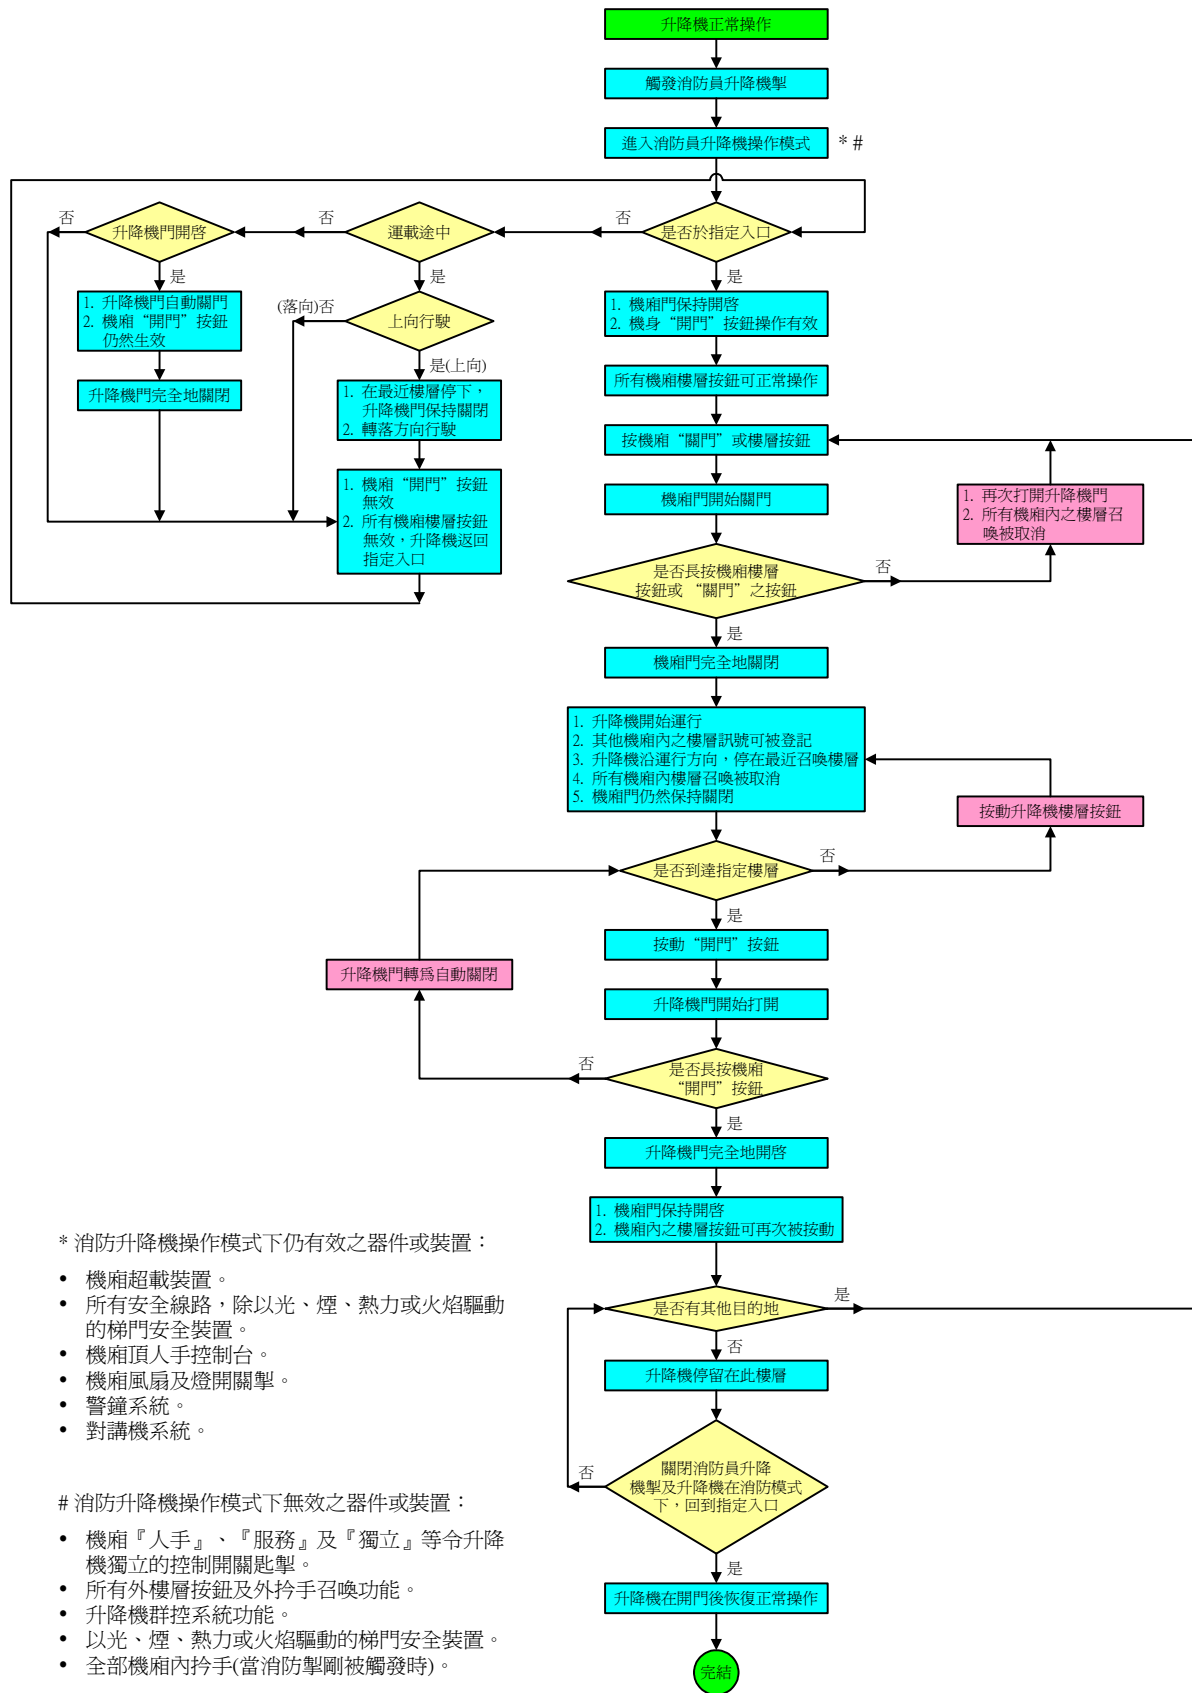 升降機正常操作
觸發消防員升降機掣
進入消防員升降機操作模式 * #
是否於指定入口
否
運載途中
否
升降機門開啓
否
是
1. 升降機門自動關門
2. 機廂“開門”按鈕
仍然生效
升降機門完全地關閉
是
上向行駛
(落向)否
是(上向)
1. 在最近樓層停下，
升降機門保持關閉
2. 轉落方向行駛
1. 機廂“開門”按鈕
無效
2. 所有機廂樓層按鈕
無效，升降機返回
指定入口
是
1. 機廂門保持開啓
2. 機身“開門”按鈕操作有效
所有機廂樓層按鈕可正常操作
按機廂“關門”或樓層按鈕
機廂門開始關門
是否長按機廂樓層
按鈕或 “關門”之按鈕
否
1. 再次打開升降機門
2. 所有機廂內之樓層召
喚被取消
是
機廂門完全地關閉
1. 升降機開始運行
2. 其他機廂內之樓層訊號可被登記
3. 升降機沿運行方向，停在最近召喚樓層
4. 所有機廂內樓層召喚被取消
5. 機廂門仍然保持關閉
按動升降機樓層按鈕
是否到達指定樓層
否
是
按動“開門”按鈕
升降機門轉爲自動關閉
升降機門開始打開
是否長按機廂
“開門”按鈕
否
是
升降機門完全地開啓
1. 機廂門保持開啓
2. 機廂內之樓層按鈕可再次被按動
是否有其他目的地
是
否
升降機停留在此樓層
關閉消防員升降
機掣及升降機在消防模式
下，回到指定入口
否
是
升降機在開門後恢復正常操作
完結
* 消防升降機操作模式下仍有效之器件或裝置：
• 機廂超載裝置。
• 所有安全線路，除以光、煙、熱力或火焰驅動
的梯門安全裝置。
• 機廂頂人手控制台。
• 機廂風扇及燈開關掣。
• 警鐘系統。
• 對講機系統。
# 消防升降機操作模式下無效之器件或裝置：
• 機廂『人手』、『服務』及『獨立』等令升降
機獨立的控制開關匙掣。
• 所有外樓層按鈕及外拎手召喚功能。
• 升降機群控系統功能。
• 以光、煙、熱力或火焰驅動的梯門安全裝置。
• 全部機廂內拎手(當消防掣剛被觸發時)。